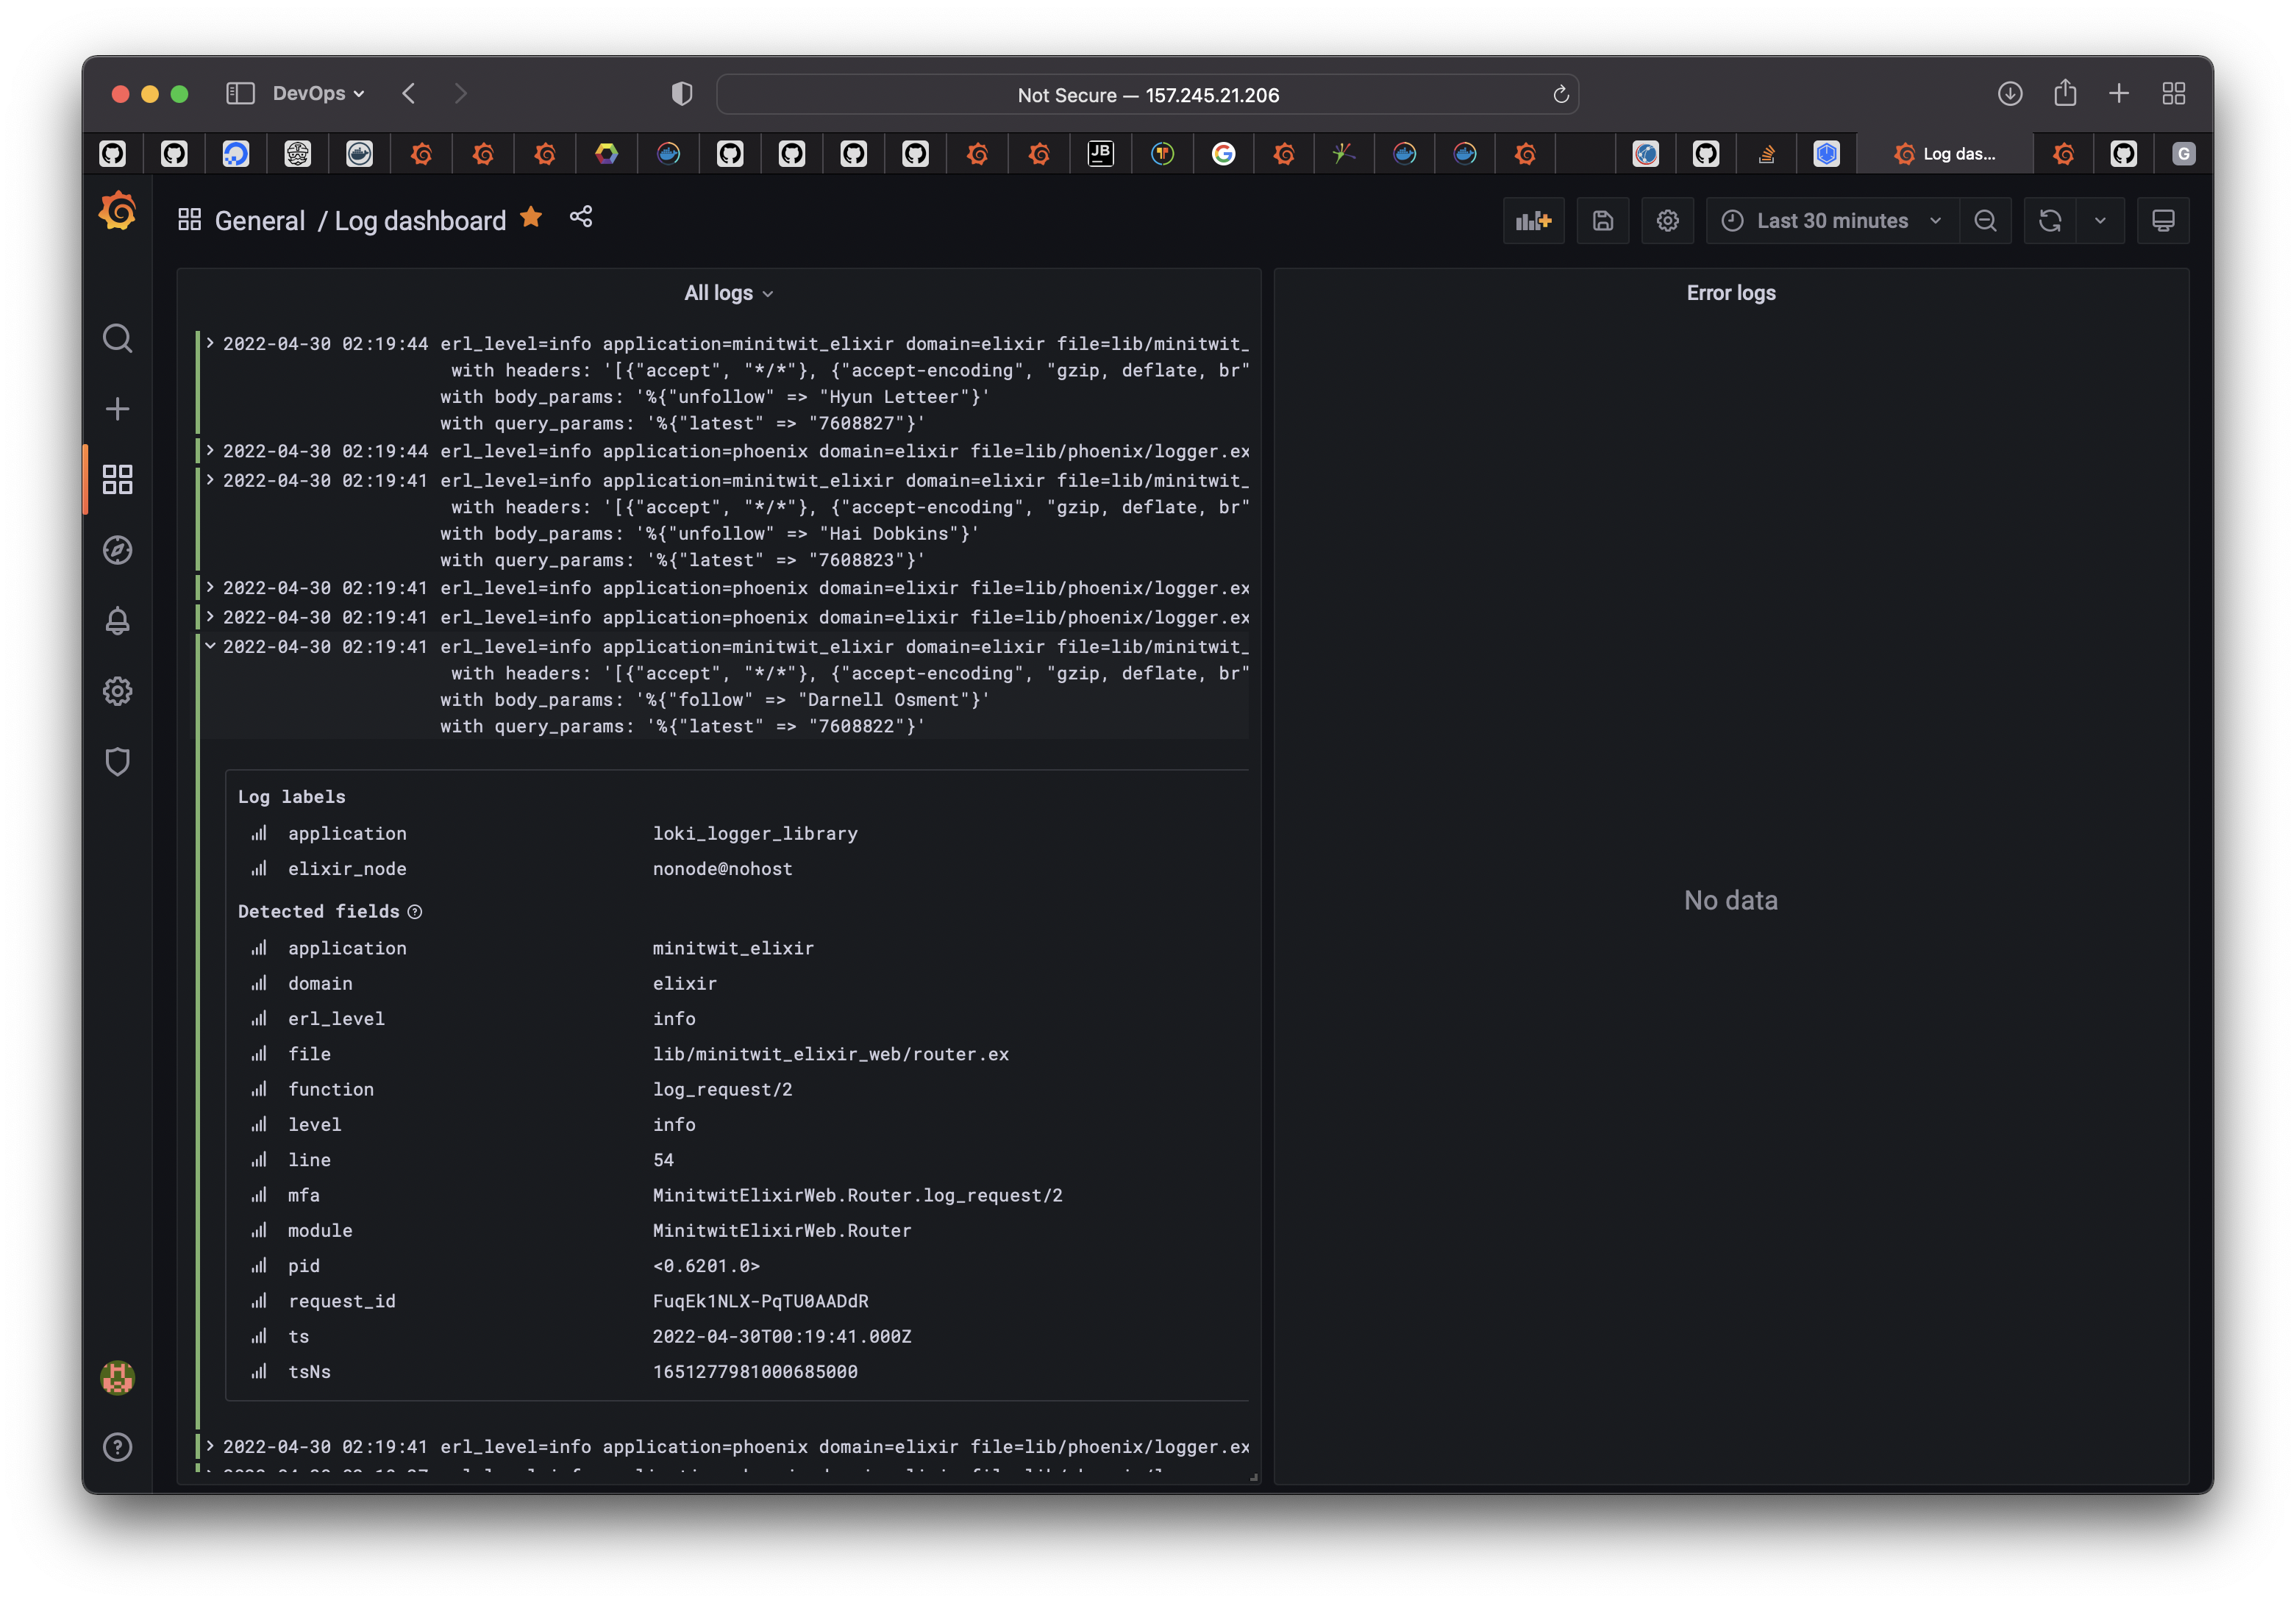 DevOps
Not Secure — 157.245.21.206
JB
G
Log das...
G
General / Log dashboard
Last 30 minutes
All logs
2022-04-30 02:19:44 erl_level=info application=minitwit_elixir domain=elixir file=lib/minitwit_
with headers: '[{"accept", "*/*"}, {"accept-encoding", "gzip, deflate, br"
with body_params: '%{"unfollow" => "Hyun Letteer"}'
with query_params: '%{"latest" => "7608827"}'
2022-04-30 02:19:44 erl_level=info application=phoenix domain=elixir file=lib/phoenix/logger.ex
2022-04-30 02:19:41 erl_level=info application=minitwit_elixir domain=elixir file=lib/minitwit_
with headers: '[{"accept", "*/*"}, {"accept-encoding", "gzip, deflate, br"
with body_params: '%{"unfollow" => "Hai Dobkins"}'
with query_params: '%{"latest" => "7608823"}'
2022-04-30 02:19:41 erl_level=info application=phoenix domain=elixir file=lib/phoenix/logger.ex
2022-04-30 02:19:41 erl_level=info application=phoenix domain=elixir file=lib/phoenix/logger.ex
2022-04-30 02:19:41 erl_level=info application=minitwit_elixir domain=elixir file=lib/minitwit_
with headers: '[{"accept", "*/*"}, {"accept-encoding", "gzip, deflate, br"
with body_params: '%{"follow" => "Darnell Osment"}'
with query_params: '%{"latest" => "7608822"}'
Log labels
application loki_logger_library
elixir_node nonode@nohost
Detected fields
application minitwit_elixir
domain elixir
erl_level info
file lib/minitwit_elixir_web/router.ex
function log_request/2
level info
line 54
mfa MinitwitElixirWeb.Router.log_request/2
module MinitwitElixirWeb.Router
pid <0.6201.0>
request_id FuqEk1NLX-PqTU0AADdR
ts 2022-04-30T00:19:41.000Z
tsNs 1651277981000685000
2022-04-30 02:19:41 erl_level=info application=phoenix domain=elixir file=lib/phoenix/logger.ex
Error logs
No data